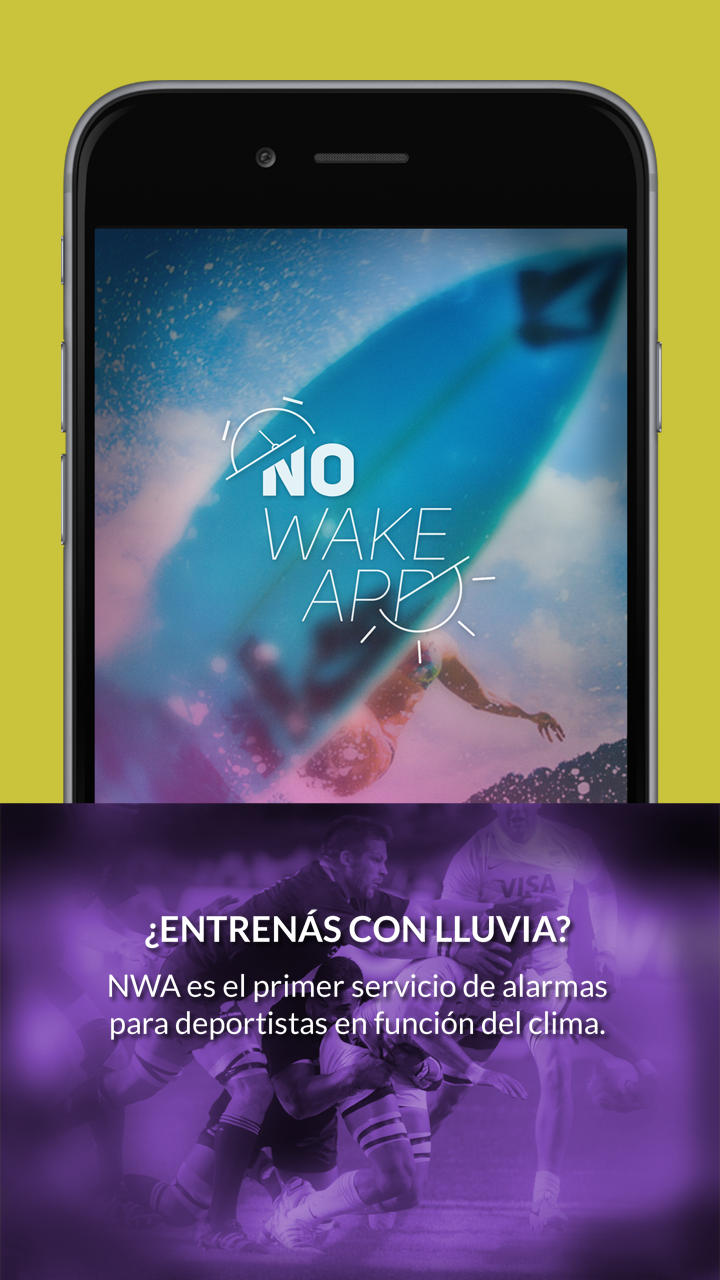 NO
WAKE
APP
VISA
¿ENTRENÁS CON LLUVIA?
NWA es el primer servicio de alarmas
para deportistas en función del clima.